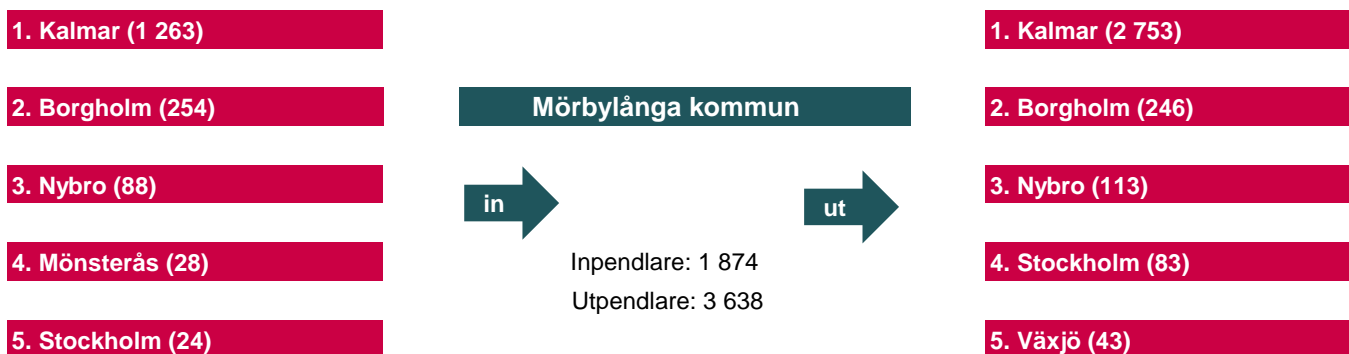 1. Kalmar (1 263)
2. Borgholm (254)
3. Nybro (88)
4. Mönsterås (28)
5. Stockholm (24)
Mörbylånga kommun
in
ut
Inpendlare: 1 874
Utpendlare: 3 638
1. Kalmar (2 753)
2. Borgholm (246)
3. Nybro (113)
4. Stockholm (83)
5. Växjö (43)